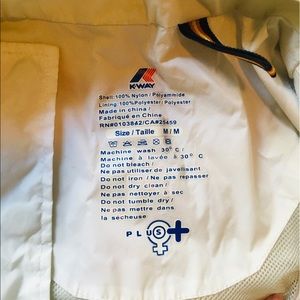 K-WAY
Shell: 100% Nylon / Polyammide
Lining: 100% Polyester / Polyester
Made in china /
Fabriqué en Chine
RN#0103842/CA#25459
Size / Taille M/M
Machine wash 30° C/
Machine à lavée à 30° C
Do not bleach/
Ne pas utiliser de javelissant
Do not iron / Ne pas repasser
Do not dry clean/
Ne pas nettoyer à sec
Do not tumble dry/
Ne pas mettre dans
la sécheuse
PLUS+